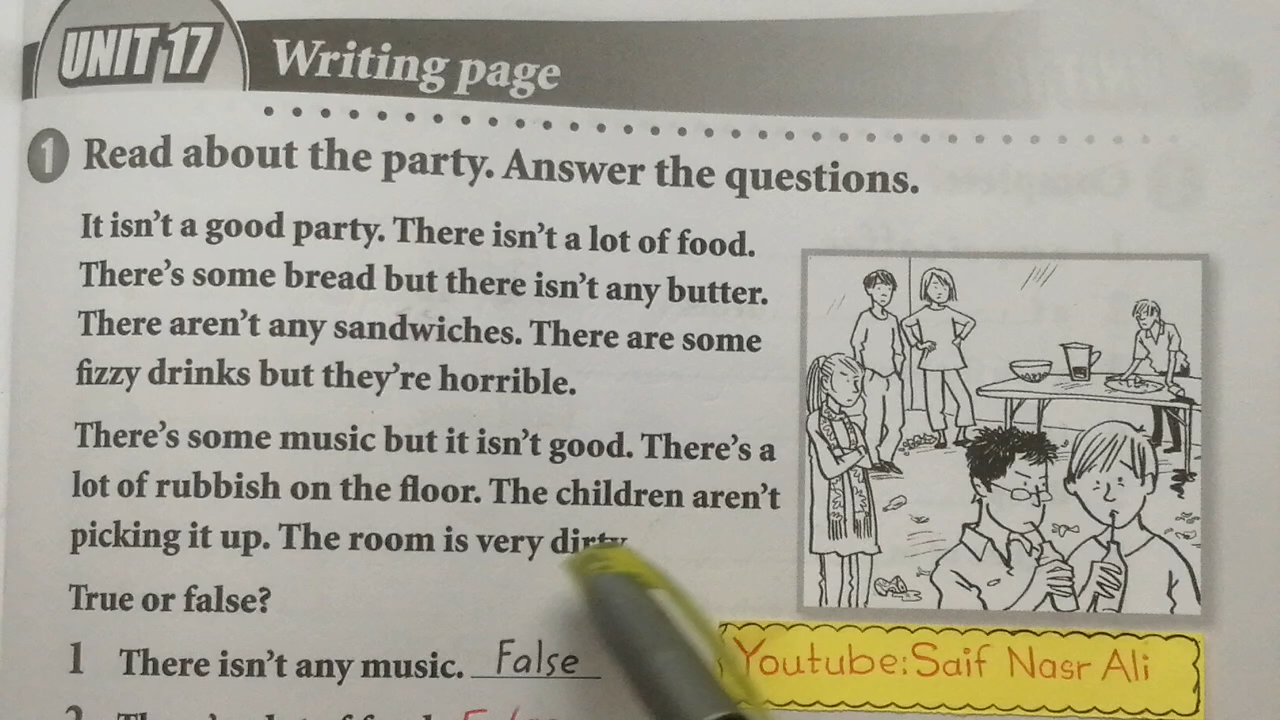 UNIT 17
Writing page
1 Read about the party. Answer the questions.
It isn't a good party. There isn't a lot of food.
There's some bread but there isn't any butter.
There aren't any sandwiches. There are some
fizzy drinks but they're horrible.
There's some music but it isn't good. There's a
lot of rubbish on the floor. The children aren't
picking it up. The room is very dirty
True or false?
1 There isn't any music. False
Youtube: Saif Nasr Ali